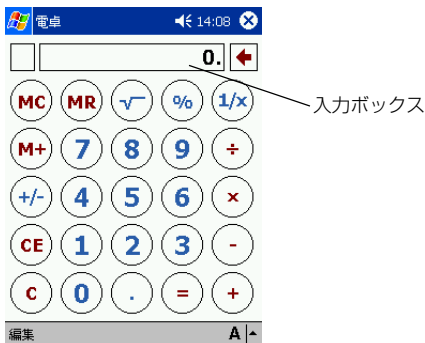 電卓 14:08
0.
入力ボックス
MC MR √ % 1/x
M+ 7 8 9 ÷
+/- 4 5 6 ×
CE 1 2 3 -
C 0 . = +
編集 A